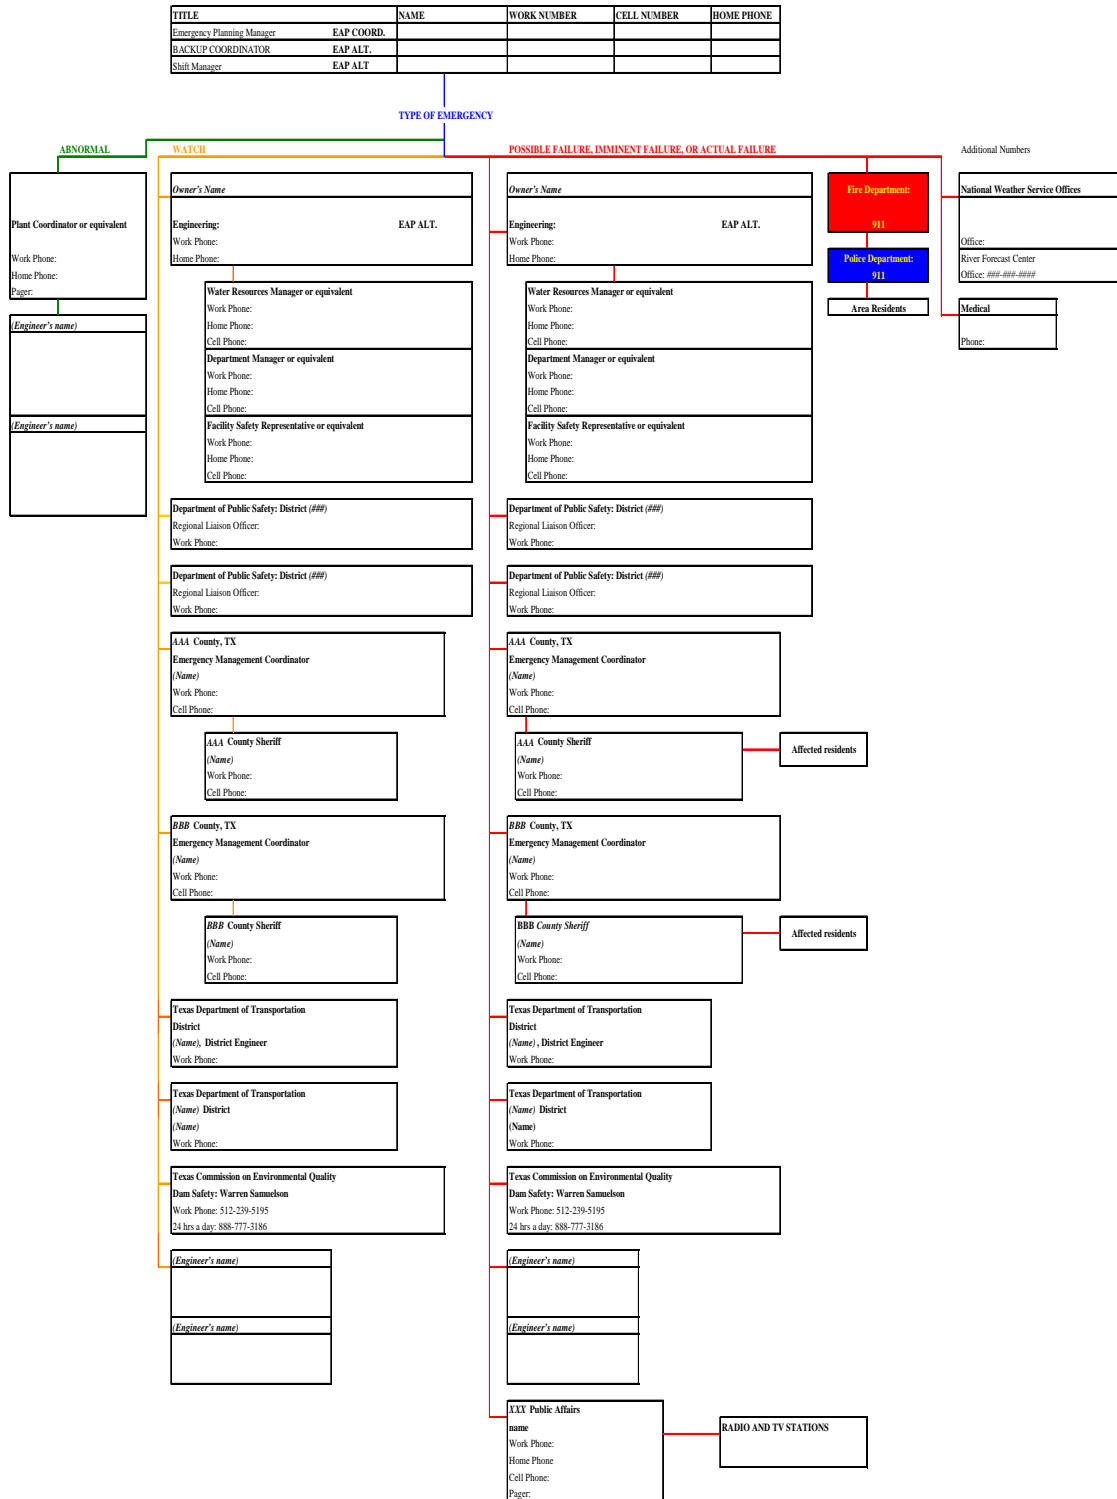 TITLE NAME WORK NUMBER CELL NUMBER HOME PHONE
Emergency Planning Manager EAP COORD.
BACKUP COORDINATOR EAP ALT.
Shift Manager EAP ALT
TYPE OF EMERGENCY
ABNORMAL
WATCH
POSSIBLE FAILURE, IMMINENT FAILURE, OR ACTUAL FAILURE
Additional Numbers
Plant Coordinator or equivalent
Work Phone:
Home Phone:
Pager:
(Engineer's name)
(Engineer's name)
Owner's Name
Engineering: EAP ALT.
Work Phone:
Home Phone:
Water Resources Manager or equivalent
Work Phone:
Home Phone:
Cell Phone:
Department Manager or equivalent
Work Phone:
Home Phone:
Cell Phone:
Facility Safety Representative or equivalent
Work Phone:
Home Phone:
Cell Phone:
Department of Public Safety: District (###)
Regional Liaison Officer:
Work Phone:
Department of Public Safety: District (###)
Regional Liaison Officer:
Work Phone:
AAA County, TX
Emergency Management Coordinator
(Name)
Work Phone:
Cell Phone:
AAA County Sheriff
(Name)
Work Phone:
Cell Phone:
BBB County, TX
Emergency Management Coordinator
(Name)
Work Phone:
Cell Phone:
BBB County Sheriff
(Name)
Work Phone:
Cell Phone:
Texas Department of Transportation
District
(Name), District Engineer
Work Phone:
Texas Department of Transportation
(Name) District
(Name)
Work Phone:
Texas Commission on Environmental Quality
Dam Safety: Warren Samuelson
Work Phone: 512-239-5195
24 hrs a day: 888-777-3186
(Engineer's name)
(Engineer's name)
Owner's Name
Engineering: EAP ALT.
Work Phone:
Home Phone:
Water Resources Manager or equivalent
Work Phone:
Home Phone:
Cell Phone:
Department Manager or equivalent
Work Phone:
Home Phone:
Cell Phone:
Facility Safety Representative or equivalent
Work Phone:
Home Phone:
Cell Phone:
Department of Public Safety: District (###)
Regional Liaison Officer:
Work Phone:
Department of Public Safety: District (###)
Regional Liaison Officer:
Work Phone:
AAA County, TX
Emergency Management Coordinator
(Name)
Work Phone:
Cell Phone:
AAA County Sheriff
(Name)
Work Phone:
Cell Phone:
Affected residents
BBB County, TX
Emergency Management Coordinator
(Name)
Work Phone:
Cell Phone:
BBB County Sheriff
(Name)
Work Phone:
Cell Phone:
Affected residents
Texas Department of Transportation
District
(Name) , District Engineer
Work Phone:
Texas Department of Transportation
(Name) District
(Name)
Work Phone:
Texas Commission on Environmental Quality
Dam Safety: Warren Samuelson
Work Phone: 512-239-5195
24 hrs a day: 888-777-3186
(Engineer's name)
(Engineer's name)
XXX Public Affairs
name
Work Phone:
Home Phone
Cell Phone:
Pager:
RADIO AND TV STATIONS
Fire Department:
911
Police Department:
911
Area Residents
National Weather Service Offices
Office:
River Forecast Center
Office: ###-###-####
Medical
Phone: